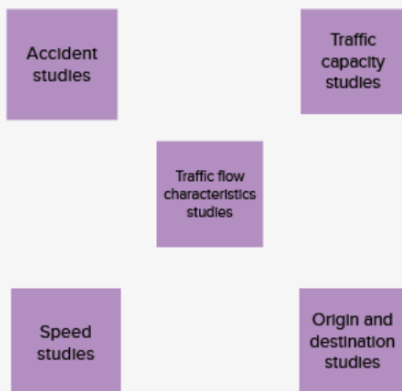 Accident
studies
Traffic
capacity
studies
Traffic flow
characteristics
studies
Speed
studies
Origin and
destination
studies